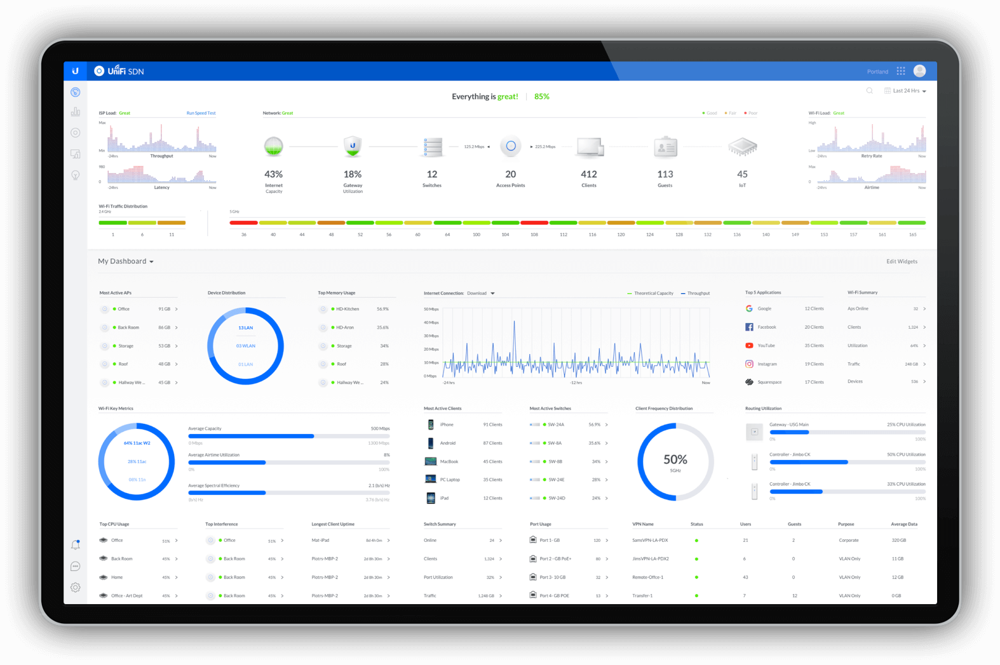 UniFi SDN
Portland
Everything is great! | 85%
Last 24 Hrs
ISP Load: Great
Run Speed Test
Max
Min
-24hrs
Throughput
Now
980
0
-24hrs
Latency
Now
Network: Great
Good
Fair
Poor
125.2 Mbps
225.2 Mbps
43%
Internet
Capacity
18%
Gateway
Utilization
12
Switches
20
Access Points
412
Clients
113
Guests
45
IoT
Wi-Fi Load: Great
High
Low
-24hrs
Retry Rate
Now
Max
0
-24hrs
Airtime
Now
Wi-Fi Traffic Distribution
2.4 GHz
1 6 11
5 GHz
36 40 44 48 52 56 60 64 100 104 108 112 116 120 124 128 132 136 140 149 153 157 161 165
My Dashboard
Edit Widgets
Most Active APs
Office 91 GB >
Back Room 86 GB >
Storage 53 GB >
Roof 48 GB >
Hallway We ... 45 GB >
Device Distribution
13 LAN
03 WLAN
01 LAN
Top Memory Usage
HD-Kitchen 56.9%
HD-Aron 35.6%
Storage 34%
Roof 28%
Hallway We ... 24%
Internet Connection: Download
Theoretical Capacity
Throughput
50 Mbps
40 Mbps
30 Mbps
20 Mbps
10 Mbps
0 Mbps
-24 hrs
-12 hrs
Now
Top 5 Applications
Google 12 Clients
Facebook 20 Clients
YouTube 35 Clients
Instagram 19 Clients
Squarespace 17 Clients
Wi-Fi Summary
Aps Online 32 >
Clients 1,324 >
Utilization 64% >
Traffic 248 GB >
Devices 536 >
Wi-Fi Key Metrics
64% 11ac W2
28% 11ac
08% 11n
Average Capacity 500 Mbps
0 Mbps 1300 Mbps
Average Airtime Utilization 8%
0% 100%
Average Spectral Efficiency 2.1 (b/s) Hz
(b/s) Hz 3.76 (b/s) Hz
Most Active Clients
iPhone 91 Clients
Android 87 Clients
MacBook 45 Clients
PC Laptop 35 Clients
iPad 12 Clients
Most Active Switches
SW-24A 56.9% >
SW-8A 35.6% >
SW-8B 34% >
SW-24E 28% >
SW-24D 24% >
Client Frequency Distribution
50%
5GHz
Routing Utilization
Gateway - USG Main 25% CPU Utilization
0% 100%
Controller - Jimbo CK 50% CPU Utilization
0% 100%
Controller - Jimbo CK 33% CPU Utilization
0% 100%
Top CPU Usage
Office 51% >
Back Room 45% >
Home 45% >
Office - Art Dept 45% >
Top Interference
Office 51% >
Back Room 45% >
Back Room 45% >
Back Room 45% >
Longest Client Uptime
Mat-iPad 8d 4h 0m >
Piotrs-MBP-2 2d 8h 30m >
Piotrs-MBP-2 2d 8h 30m >
Piotrs-MBP-2 2d 8h 30m >
Switch Summary
Online 24 >
Clients 1,324 >
Port Utilization 32% >
Traffic 1,248 GB >
Port Usage
Port 1- GB 120 >
Port 2 - GB PoE+ 80 >
Port 3- 10 GB 32 >
Port 4- GB POE 13 >
VPN Name Status Users Guests Purpose Average Data
SamsVPN-LA-PDX 21 2 Corporate 320 GB
JimsVPN-LA-PDX2 6 0 VLAN Only 11 GB
Remote-Offce-1 43 0 VLAN Only 12 GB
Transfer-1 7 12 VLAN Only 0 GB